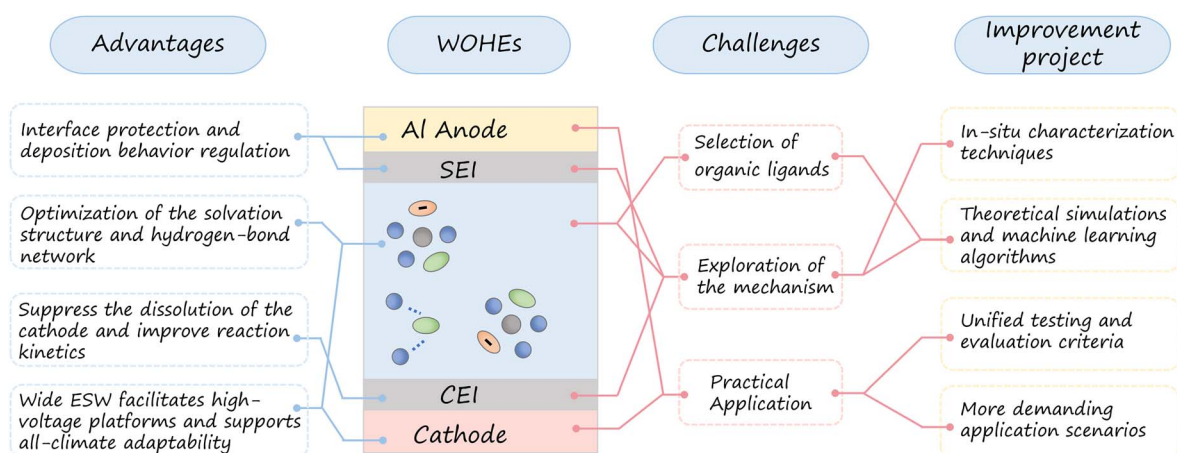 Advantages
WOHEs
Challenges
Improvement
project
Interface protection and
deposition behavior regulation
Optimization of the solvation
structure and hydrogen-bond
network
Suppress the dissolution of the
cathode and improve reaction
kinetics
Wide ESW facilitates high-
voltage platforms and supports
all-climate adaptability
Al Anode
SEI
CEI
Cathode
Selection of
organic ligands
Exploration of
the mechanism
Practical
Application
In-situ characterization
techniques
Theoretical simulations
and machine learning
algorithms
Unified testing and
evaluation criteria
More demanding
application scenarios